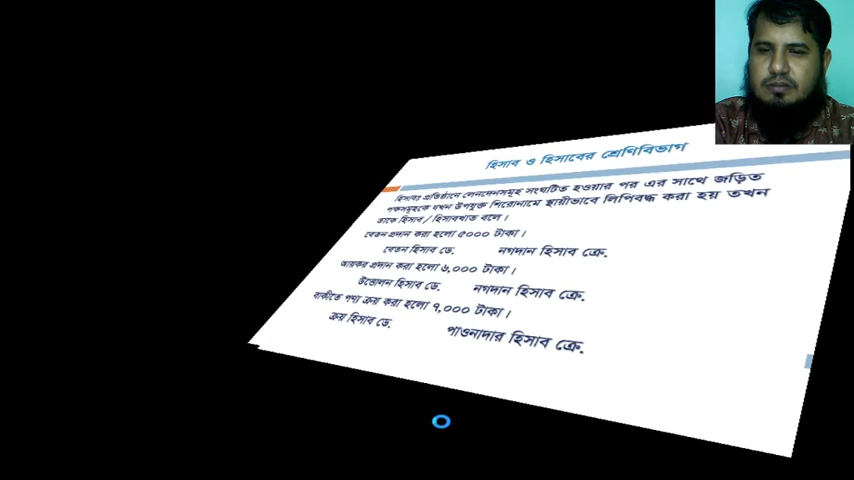 হিসাব ও হিসাবের শ্রেণিবিভাগ
হিসাবঃ প্রতিষ্ঠানে লেনদেনসমূহ সংঘটিত হওয়ার পর এর সাথে জড়িত
পক্ষসমূহকে যখন উপযুক্ত শিরোনামে স্থায়ীভাবে লিপিবদ্ধ করা হয় তখন
তাকে হিসাব / হিসাবখাত বলে।
বেতন প্রদান করা হলো ৫০০০ টাকা।
বেতন হিসাব ডে. নগদান হিসাব ক্রে.
আয়কর প্রদান করা হলো ৬,০০০ টাকা।
উত্তোলন হিসাব ডে. নগদান হিসাব ক্রে.
বাকীতে পণ্য ক্রয় করা হলো ৭,০০০ টাকা।
ক্রয় হিসাব ডে. পাওনাদার হিসাব ক্রে.